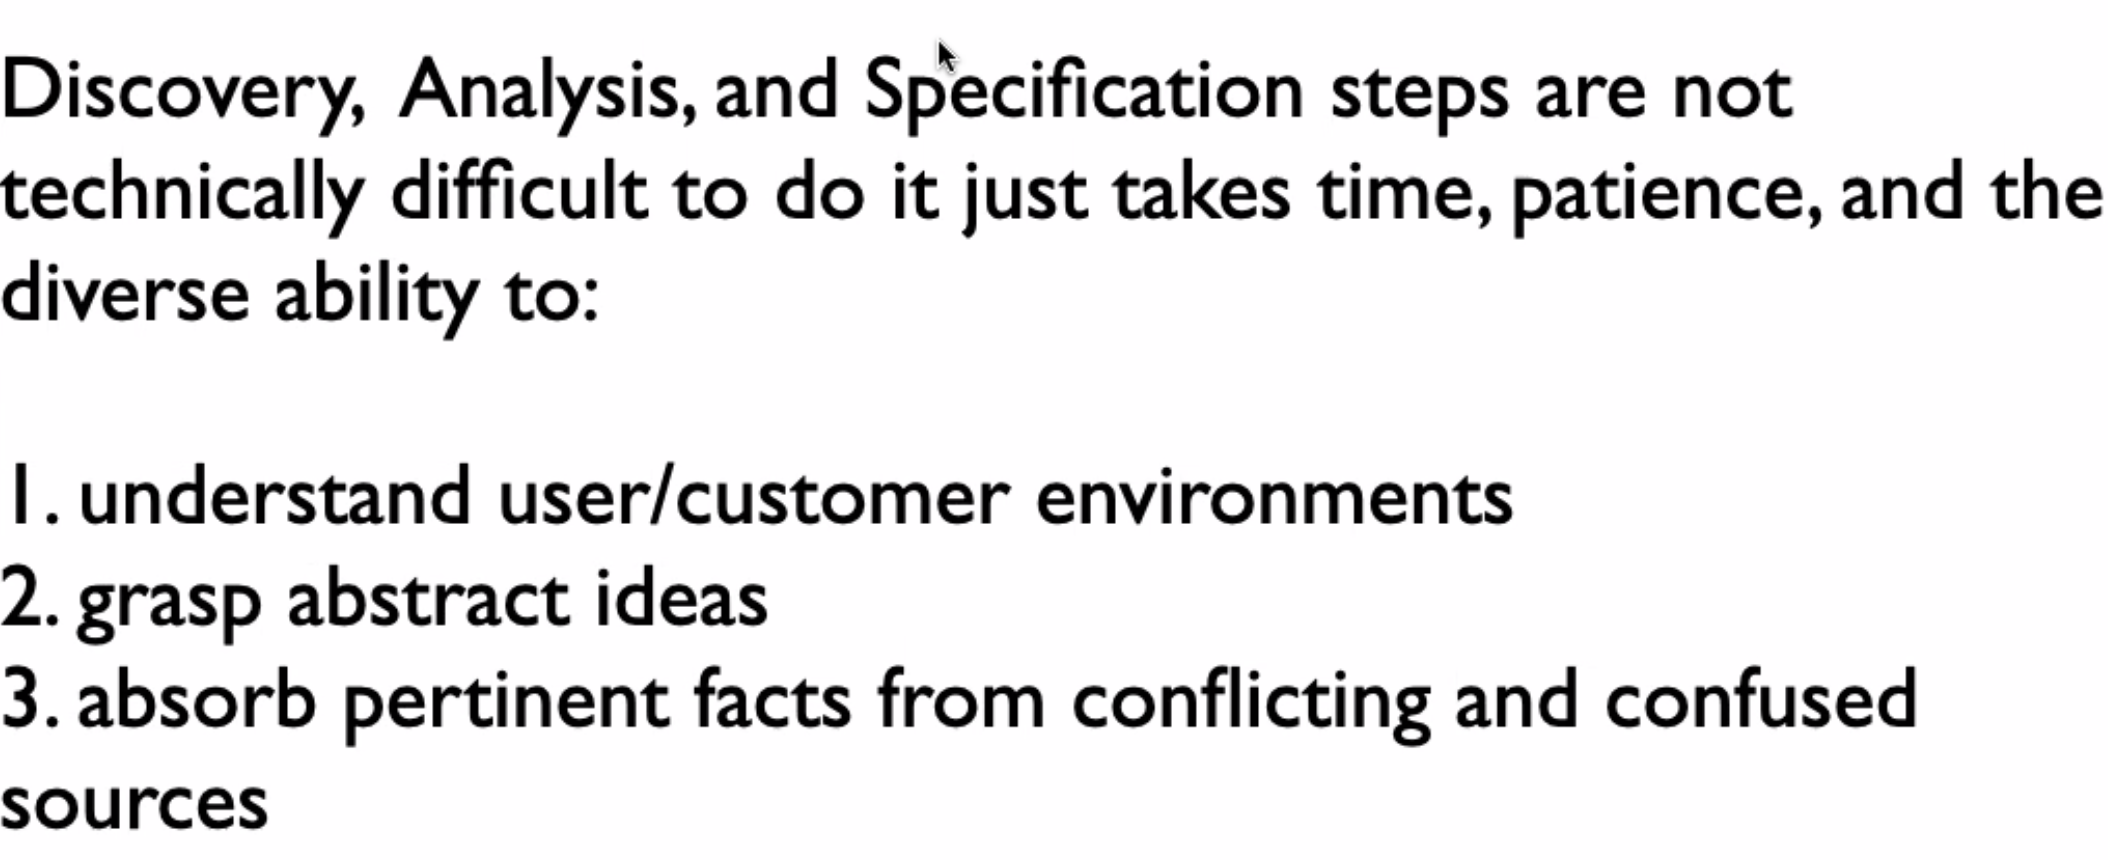 Discovery, Analysis, and Specification steps are not
technically difficult to do it just takes time, patience, and the
diverse ability to:
1. understand user/customer environments
2. grasp abstract ideas
3. absorb pertinent facts from conflicting and confused
sources